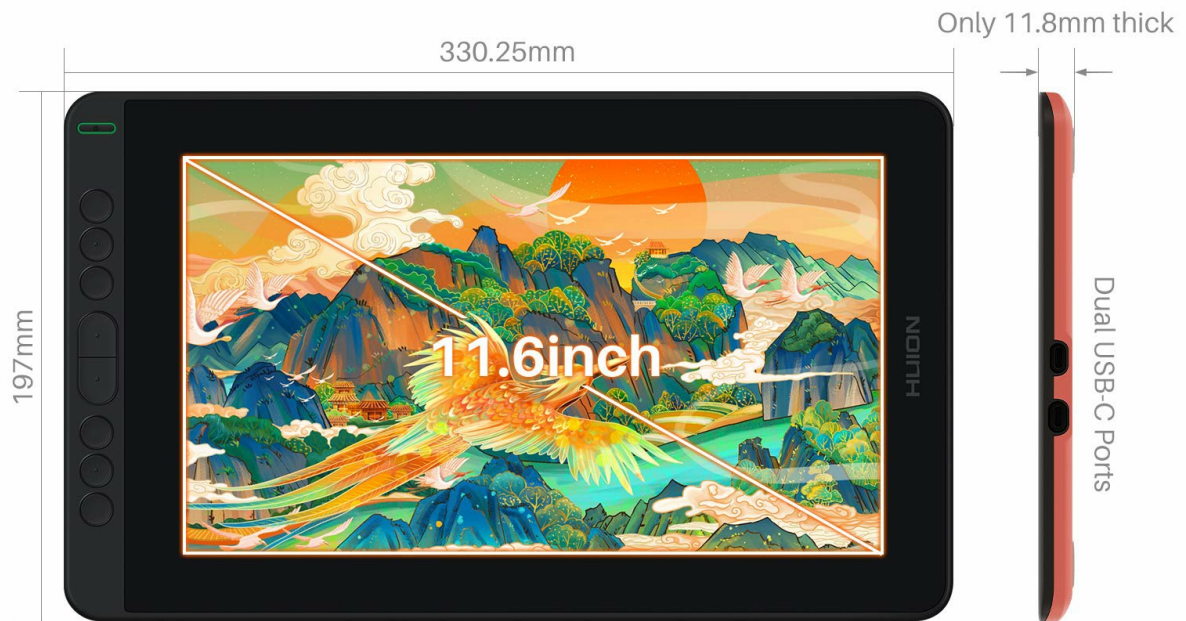 Only 11.8mm thick
330.25mm
197mm
11.6inch
HUION
Dual USB-C Ports